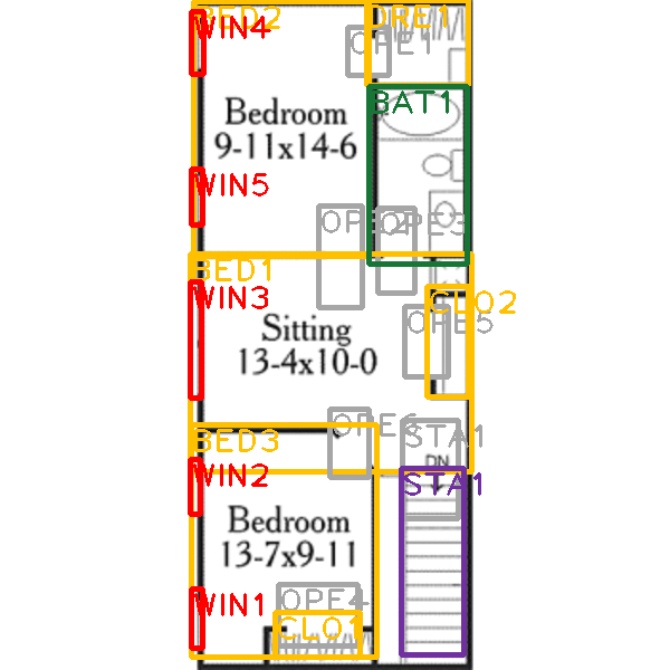 BED2
WIN4
DRE1
OPE1
BAT1
Bedroom
9-11x14-6
WIN5
OPE2
OPE3
BED1
WIN3
CLO2
OPE5
Sitting
13-4x10-0
OPE6
STA1
BED3
DN
WIN2
STA1
Bedroom
13-7x9-11
WIN1
OPE4
CLO1